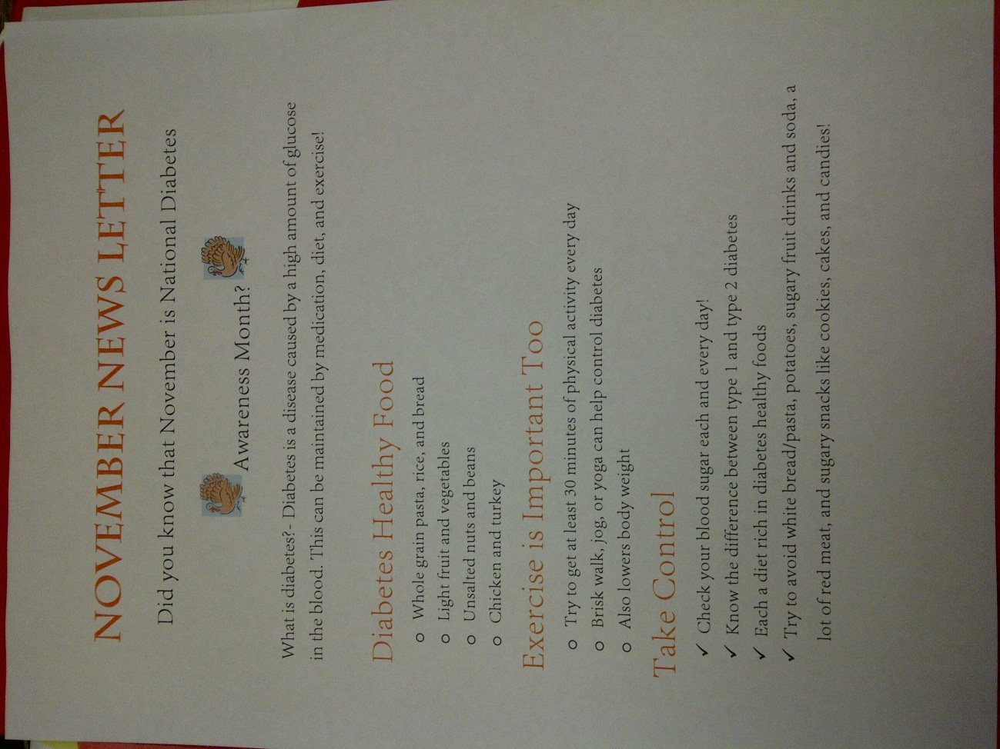 NOVEMBER NEWS LETTER
Did you know that November is National Diabetes
Awareness Month?
What is diabetes? - Diabetes is a disease caused by a high amount of glucose
in the blood. This can be maintained by medication, diet, and exercise!
Diabetes Healthy Food
o Whole grain pasta, rice, and bread
o Light fruit and vegetables
o Unsalted nuts and beans
o Chicken and turkey
Exercise is Important Too
o Try to get at least 30 minutes of physical activity every day
o Brisk walk, jog, or yoga can help control diabetes
o Also lowers body weight
Take Control
✓ Check your blood sugar each and every day!
✓ Know the difference between type 1 and type 2 diabetes
✓ Each a diet rich in diabetes healthy foods
✓ Try to avoid white bread/pasta, potatoes, sugary fruit drinks and soda, a
lot of red meat, and sugary snacks like cookies, cakes, and candies!